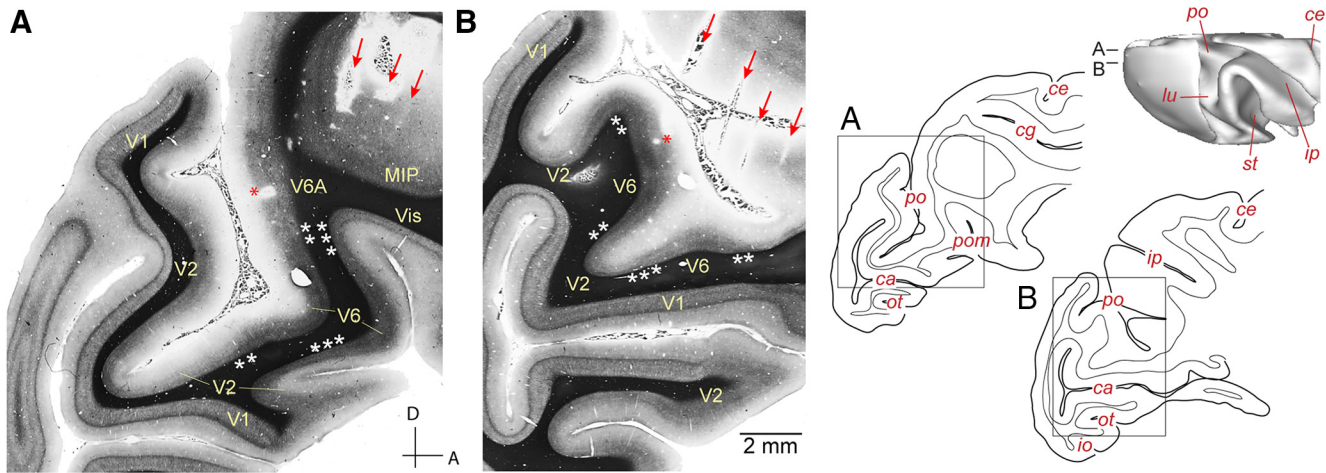 A
V1
V2
V2
V1
V6A
MIP
Vis
V6
*
**
**
*
***
**
D
A
B
V1
**
*
V2
V6
**
***
**
V6
V2
V1
V2
2 mm
A
ce
cg
po
pom
ca
ot
po
ce
A
B
lu
st
ip
B
ce
ip
po
ca
ot
io